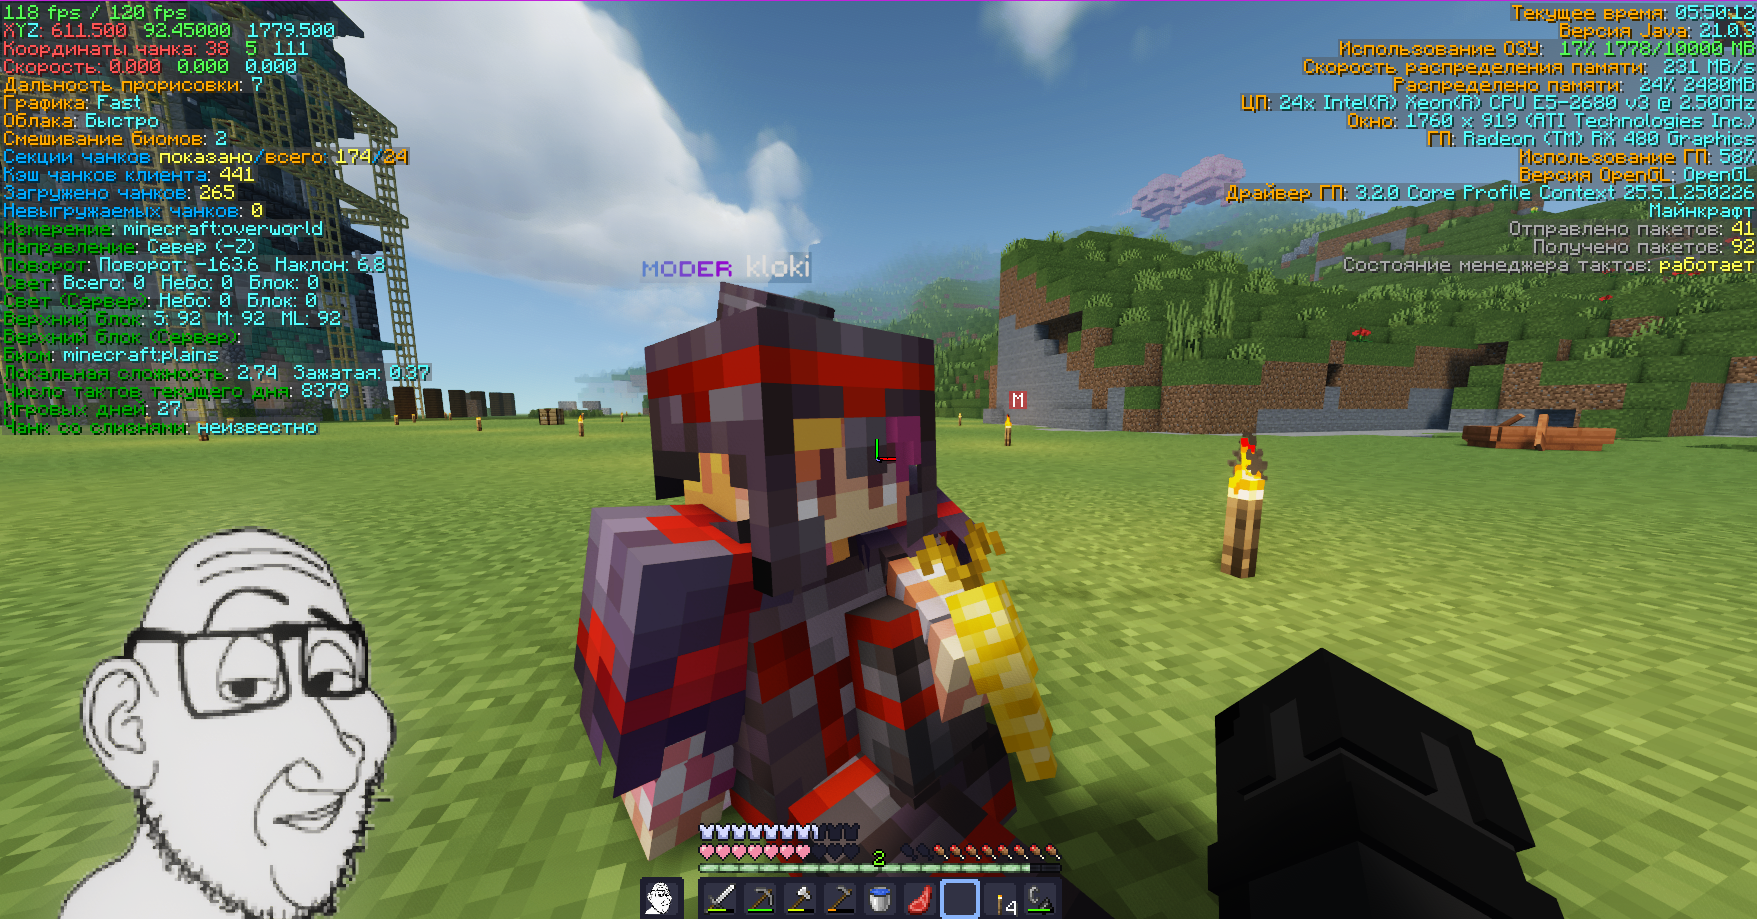 118 fps / 120 fps
XYZ: 611.500 92.45000 1779.500
Координаты чанка: 38 5 111
Скорость: 0.000 0.000 0.000
Дальность прорисовки: 7
Графика: Fast
Облака: Быстро
Смешивание биомов: 2
Секции чанков показано/всего: 174/24
Кэш чанков клиента: 441
Загружено чанков: 265
Невыгружаемых чанков: 0
Измерение: minecraft:overworld
Направление: Север (-Z)
Поворот: Поворот: -163.6 Наклон: 6.8
Свет: Всего: 0 Небо: 0 Блок: 0
Свет (Сервер): Небо: 0 Блок: 0
Верхний блок: S: 92 M: 92 ML: 92
Верхний блок (Сервер):
Биом: minecraft:plains
Локальная сложность: 2.74 Зажатая: 0.37
Число тактов текущего дня: 8379
Игровых дней: 27
Чанк со слизнями: неизвестно
Текущее время: 05:50:12
Версия Java: 21.0.3
Использование ОЗУ: 17% 1778/10000 МБ
Скорость распределения памяти: 231 MB/s
Распределено памяти: 24% 2480MB
ЦП: 24x Intel(R) Xeon(R) CPU E5-2680 v3 @ 2.50GHz
Окно: 1760 x 919 (ATI Technologies Inc.)
ГП: Radeon (TM) RX 480 Graphics
Использование ГП: 58%
Версия OpenGL: OpenGL
Драйвер ГП: 3.2.0 Core Profile Context 25.5.1.250226
Майнкрафт
Отправлено пакетов: 41
Получено пакетов: 92
Состояние менеджера тактов: работает
MODER kloki
M
2
4